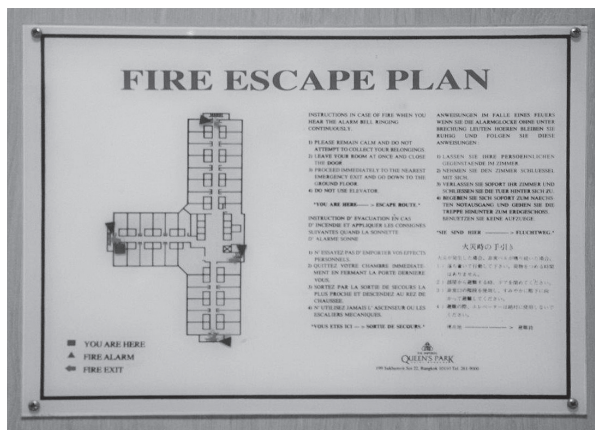 FIRE ESCAPE PLAN
INSTRUCTIONS IN CASE OF FIRE WHEN YOU
HEAR THE ALARM BELL RINGING
CONTINUOUSLY
1) PLEASE REMAIN CALM AND DO NOT
ATTEMPT TO COLLECT YOUR BELONGINGS.
2) LEAVE YOUR ROOM AT ONCE AND CLOSE
THE DOOR
3) PROCEED IMMEDIATELY TO THE NEAREST
EMERGENCY EXIT AND GO DOWN TO THE
GROUND FLOOR.
4) DO NOT USE ELEVATOR.
"YOU ARE HERE ---> ESCAPE ROUTE."
INSTRUCTION D' EVACUATION EN CAS
D' INCENDIE ET APPLIQUER LES CONSIGNES
SUIVANTES QUAND LA SONNETTE
D' ALARME SONNE
1) N' ESSAYEZ PAS D' EMPORTER VOS EFFETS
PERSONNELS.
2) QUITTEZ VOTRE CHAMBRE IMMEDIATE-
MENT EN FERMANT LA PORTE DERRIERE
VOUS.
3) SORTEZ PAR LA SORTIE DE SECOURS LA
PLUS PROCHE ET DESCENDEZ AU REZ DE
CHAUSSEE.
4) N' UTILISEZ JAMAIS L' ASCENSEUR OU LES
ESCALIERS MECANIQUES.
"VOUS ETES ICI --> SORTIE DE SECOURS."
ANWEISUNGEN IM FALLE EINES FEUERS
WENN SIE DIE ALARMGLOCKE OHNE UNTER
BRECHUNG LEUTEN HOEREN BLEIBEN SIE
RUHIG UND FOLGEN SIE DIESE
ANWEISUNGEN
1) LASSEN SIE IHRE PERSOEHNLICHEN
GEGENSTAENDE IM ZIMMER.
2) NEHMEN SIE DEN ZIMMER SCHLUESSEL
MIT SICH.
3) VERLASSEN SIE SOFORT IHR ZIMMER UND
SCHLIESSEN SIE DIE TUER HINTER SICH ZU.
4) BEGEBEN SIE SICH SOFORT ZUM NAECHS-
TEN NOTAUSGANG UND GEHEN SIE DIE
TREPPE HINUNTER ZUM ERDGESCHOSS.
BENUETZEN SIE KEINE AUFZUEGE.
"SIE SIND HIER ---> FLUCHTWEG."
火災時の手引き
YOU ARE HERE
FIRE ALARM
FIRE EXIT
QUEEN'S PARK